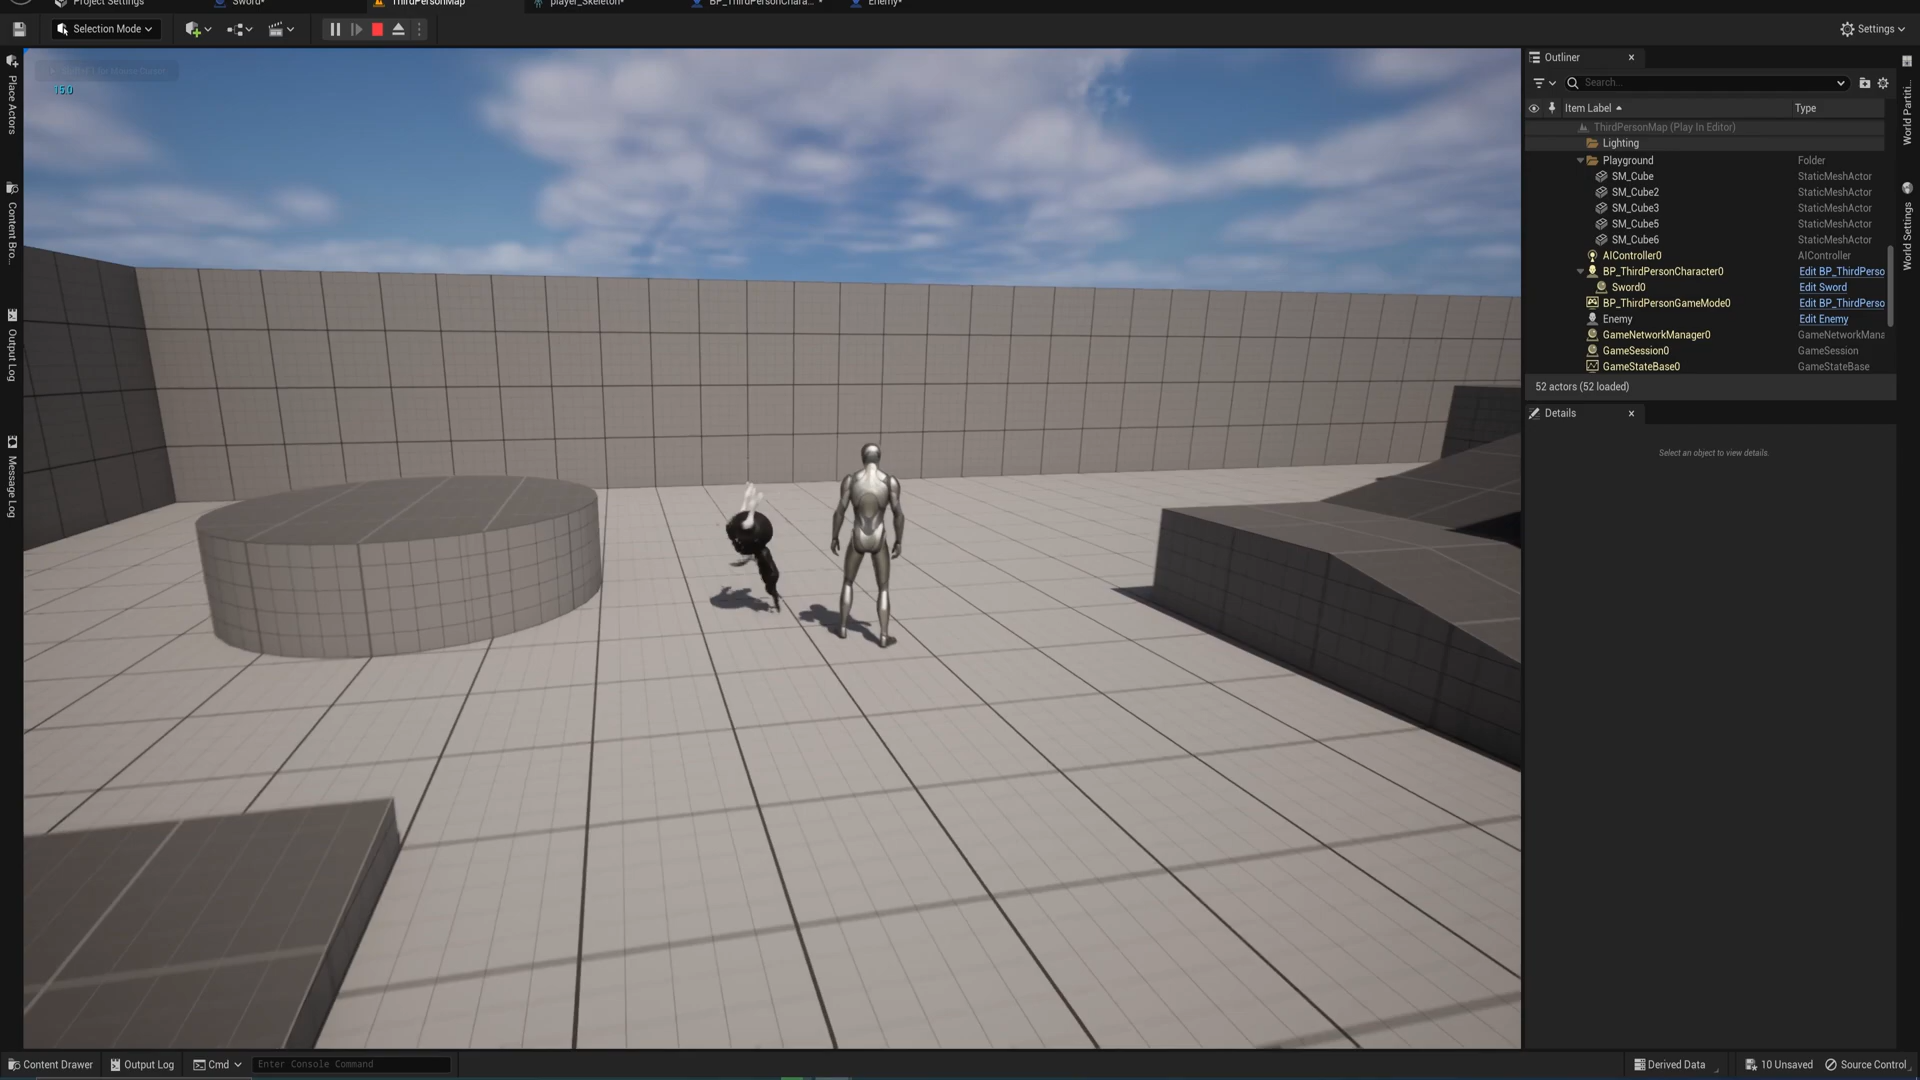 Project Settings
Sword*
ThirdPersonMap
player_Skeleton*
BP_ThirdPersonChara...*
Enemy*
Selection Mode
Settings
15.0
Place Actors
Content Bro...
Output Log
Message Log
Outliner
Search...
Item Label
Type
ThirdPersonMap (Play In Editor)
Lighting
Playground Folder
SM_Cube StaticMeshActor
SM_Cube2 StaticMeshActor
SM_Cube3 StaticMeshActor
SM_Cube5 StaticMeshActor
SM_Cube6 StaticMeshActor
AIController0 AIController
BP_ThirdPersonCharacter0 Edit BP_ThirdPerso
Sword0 Edit Sword
BP_ThirdPersonGameMode0 Edit BP_ThirdPerso
Enemy Edit Enemy
GameNetworkManager0 GameNetworkMana
GameSession0 GameSession
GameStateBase0 GameStateBase
52 actors (52 loaded)
Details
Select an object to view details.
World Parti...
World Settings
Content Drawer
Output Log
Cmd
Enter Console Command
Derived Data
10 Unsaved
Source Control